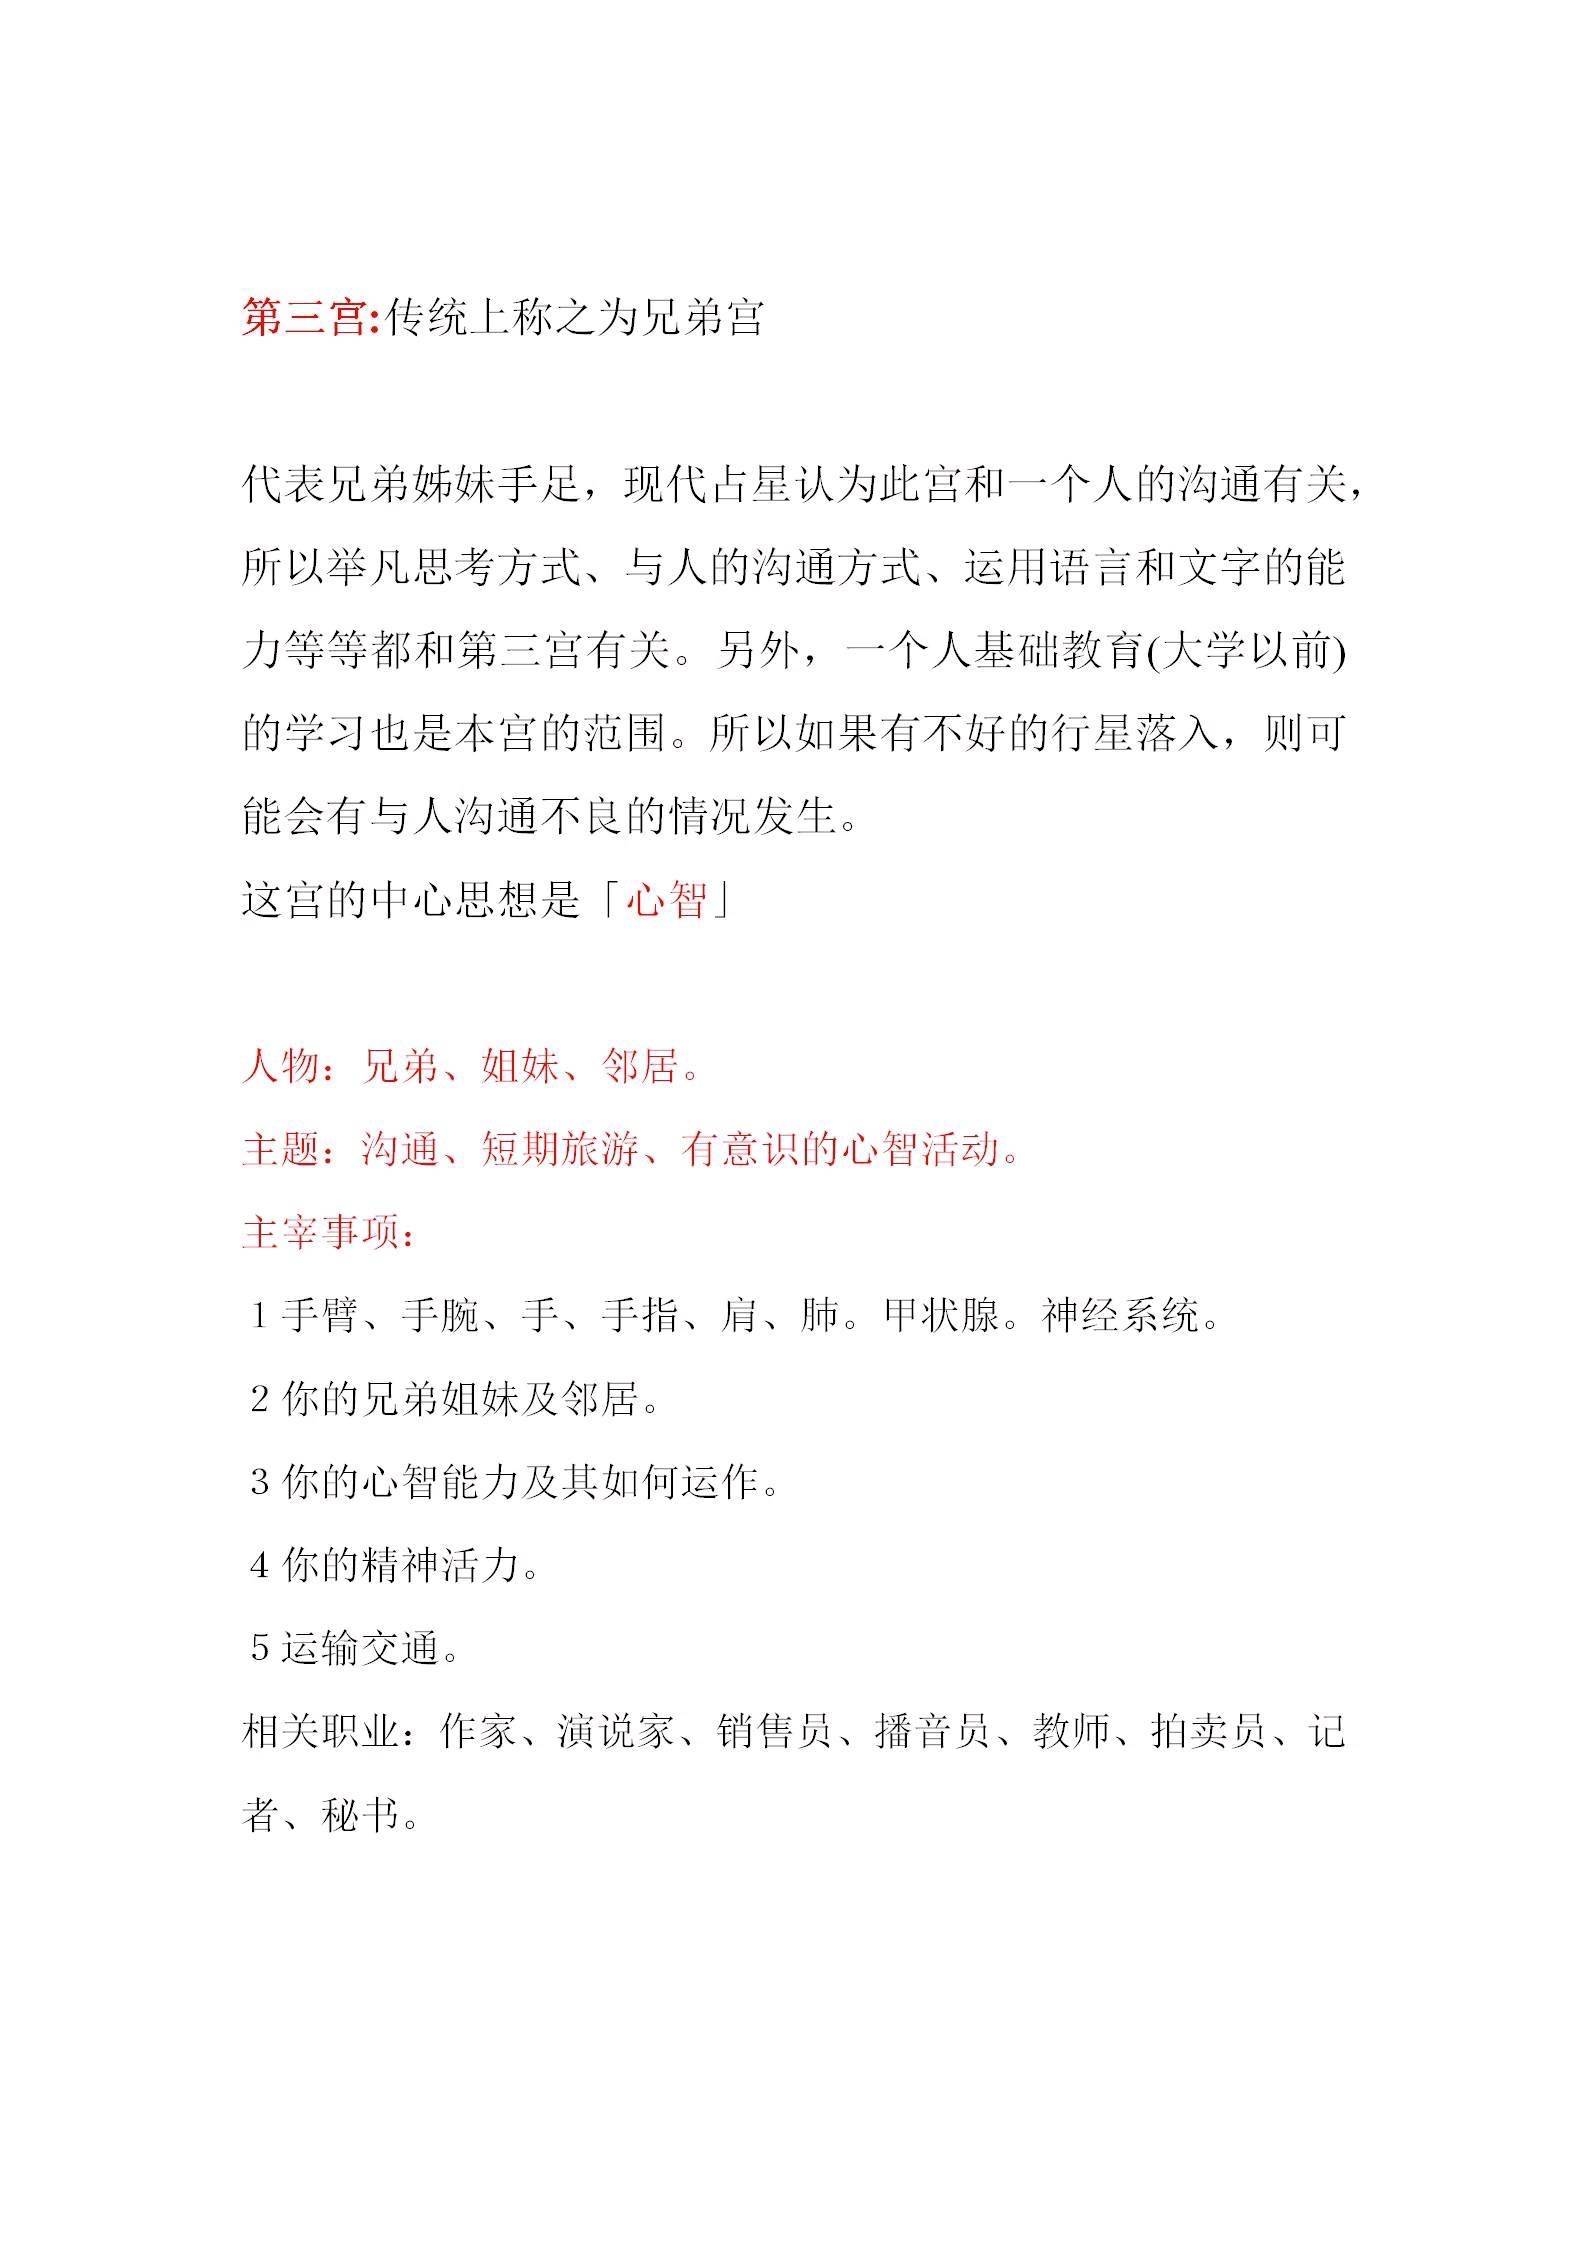 第三宫:传统上称之为兄弟宫
代表兄弟姊妹手足，现代占星认为此宫和一个人的沟通有关，
所以举凡思考方式、与人的沟通方式、运用语言和文字的能
力等等都和第三宫有关。另外，一个人基础教育(大学以前)
的学习也是本宫的范围。所以如果有不好的行星落入，则可
能会有与人沟通不良的情况发生。
这宫的中心思想是「心智」
人物：兄弟、姐妹、邻居。
主题：沟通、短期旅游、有意识的心智活动。
主宰事项：
1手臂、手腕、手、手指、肩、肺。甲状腺。神经系统。
2你的兄弟姐妹及邻居。
3你的心智能力及其如何运作。
4你的精神活力。
5运输交通。
相关职业：作家、演说家、销售员、播音员、教师、拍卖员、记
者、秘书。